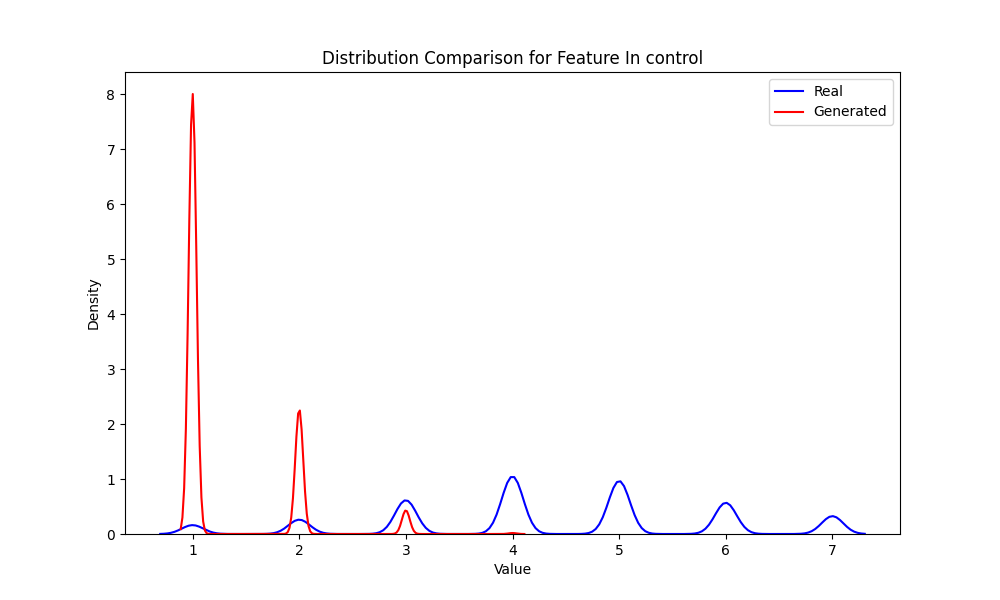 Distribution Comparison for Feature In control
Real
Generated
8
7
6
5
4
3
2
1
0
Density
1 2 3 4 5 6 7
Value